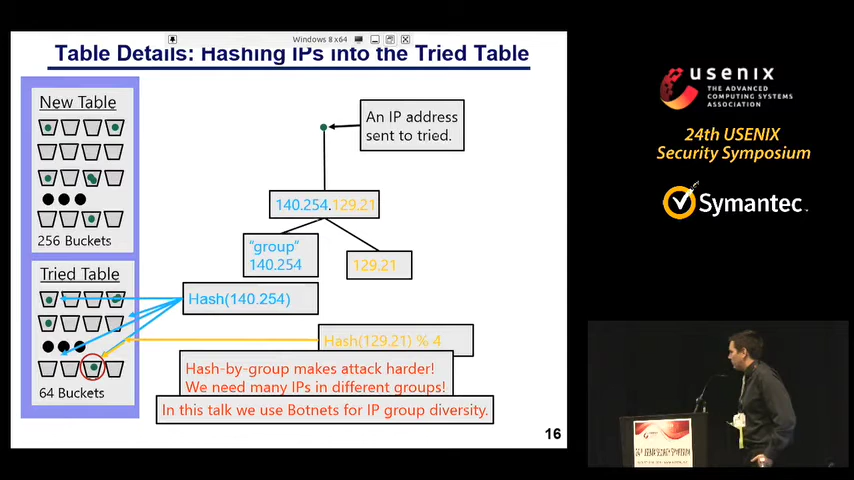 Windows 8 x64
Table Details: Hashing IPs into the Tried Table
New Table
256 Buckets
Tried Table
64 Buckets
An IP address
sent to tried.
140.254.129.21
"group"
140.254
129.21
Hash(140.254)
Hash(129.21) % 4
Hash-by-group makes attack harder!
We need many IPs in different groups!
In this talk we use Botnets for IP group diversity.
16
usenix
THE ADVANCED
COMPUTING SYSTEMS
ASSOCIATION
24th USENIX
Security Symposium
Symantec.